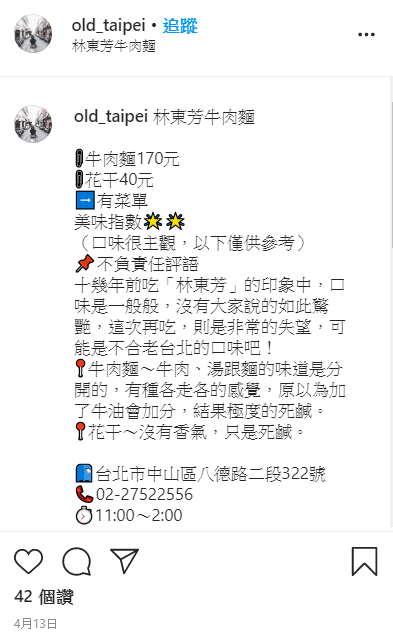 old_taipei • 追蹤
林東芳牛肉麵
old_taipei 林東芳牛肉麵
牛肉麵170元
花干40元
➡️有菜單
美味指數🌟🌟
（口味很主觀，以下僅供參考）
📌不負責任評語
十幾年前吃「林東芳」的印象中，口
味是一般般，沒有大家說的如此驚
艷，這次再吃，則是非常的失望，可
能是不合老台北的口味吧！
📍牛肉麵～牛肉、湯跟麵的味道是分
開的，有種各走各的感覺，原以為加
了牛油會加分，結果極度的死鹹。
📍花干～沒有香氣，只是死鹹。
📘台北市中山區八德路二段322號
📞02-27522556
⏱11:00～2:00
42 個讚
4月13日